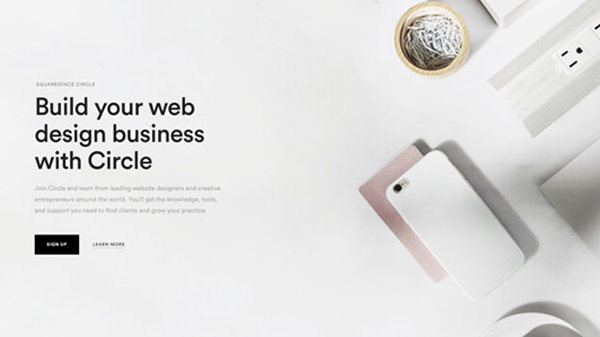 SQUARESPACE CIRCLE
Build your web
design business
with Circle
Join Circle and learn from leading website designers and creative
entrepreneurs around the world. You'll get the knowledge, tools,
and support you need to find clients and grow your practice.
SIGN UP
LEARN MORE